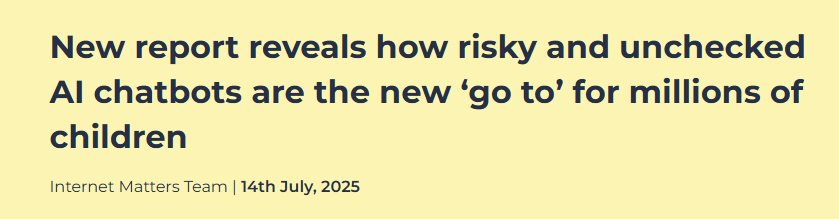 New report reveals how risky and unchecked
AI chatbots are the new ‘go to’ for millions of
children
Internet Matters Team | 14th July, 2025